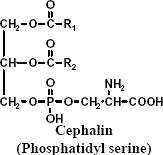 O
CH₂-O-C-R₁
O
CH-O-C-R₂
O NH₂
CH₂-O-P-O-CH₂-CH-COOH
OH
Cephalin
(Phosphatidyl serine)